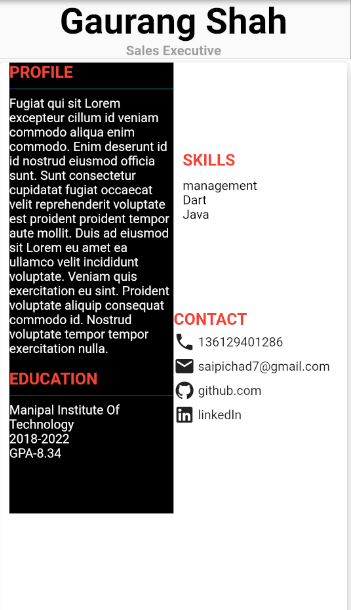 Gaurang Shah
Sales Executive
PROFILE
Fugiat qui sit Lorem
excepteur cillum id veniam
commodo aliqua enim
commodo. Enim deserunt id
id nostrud eiusmod officia
sunt. Sunt consectetur
cupidatat fugiat occaecat
velit reprehenderit voluptate
est proident proident tempor
aute mollit. Duis ad eiusmod
sit Lorem eu amet ea
ullamco velit incididunt
voluptate. Veniam quis
exercitation eu sint. Proident
voluptate aliquip consequat
commodo id. Nostrud
voluptate tempor tempor
exercitation nulla.
EDUCATION
Manipal Institute Of
Technology
2018-2022
GPA-8.34
SKILLS
management
Dart
Java
CONTACT
136129401286
saipichad7@gmail.com
github.com
linkedIn